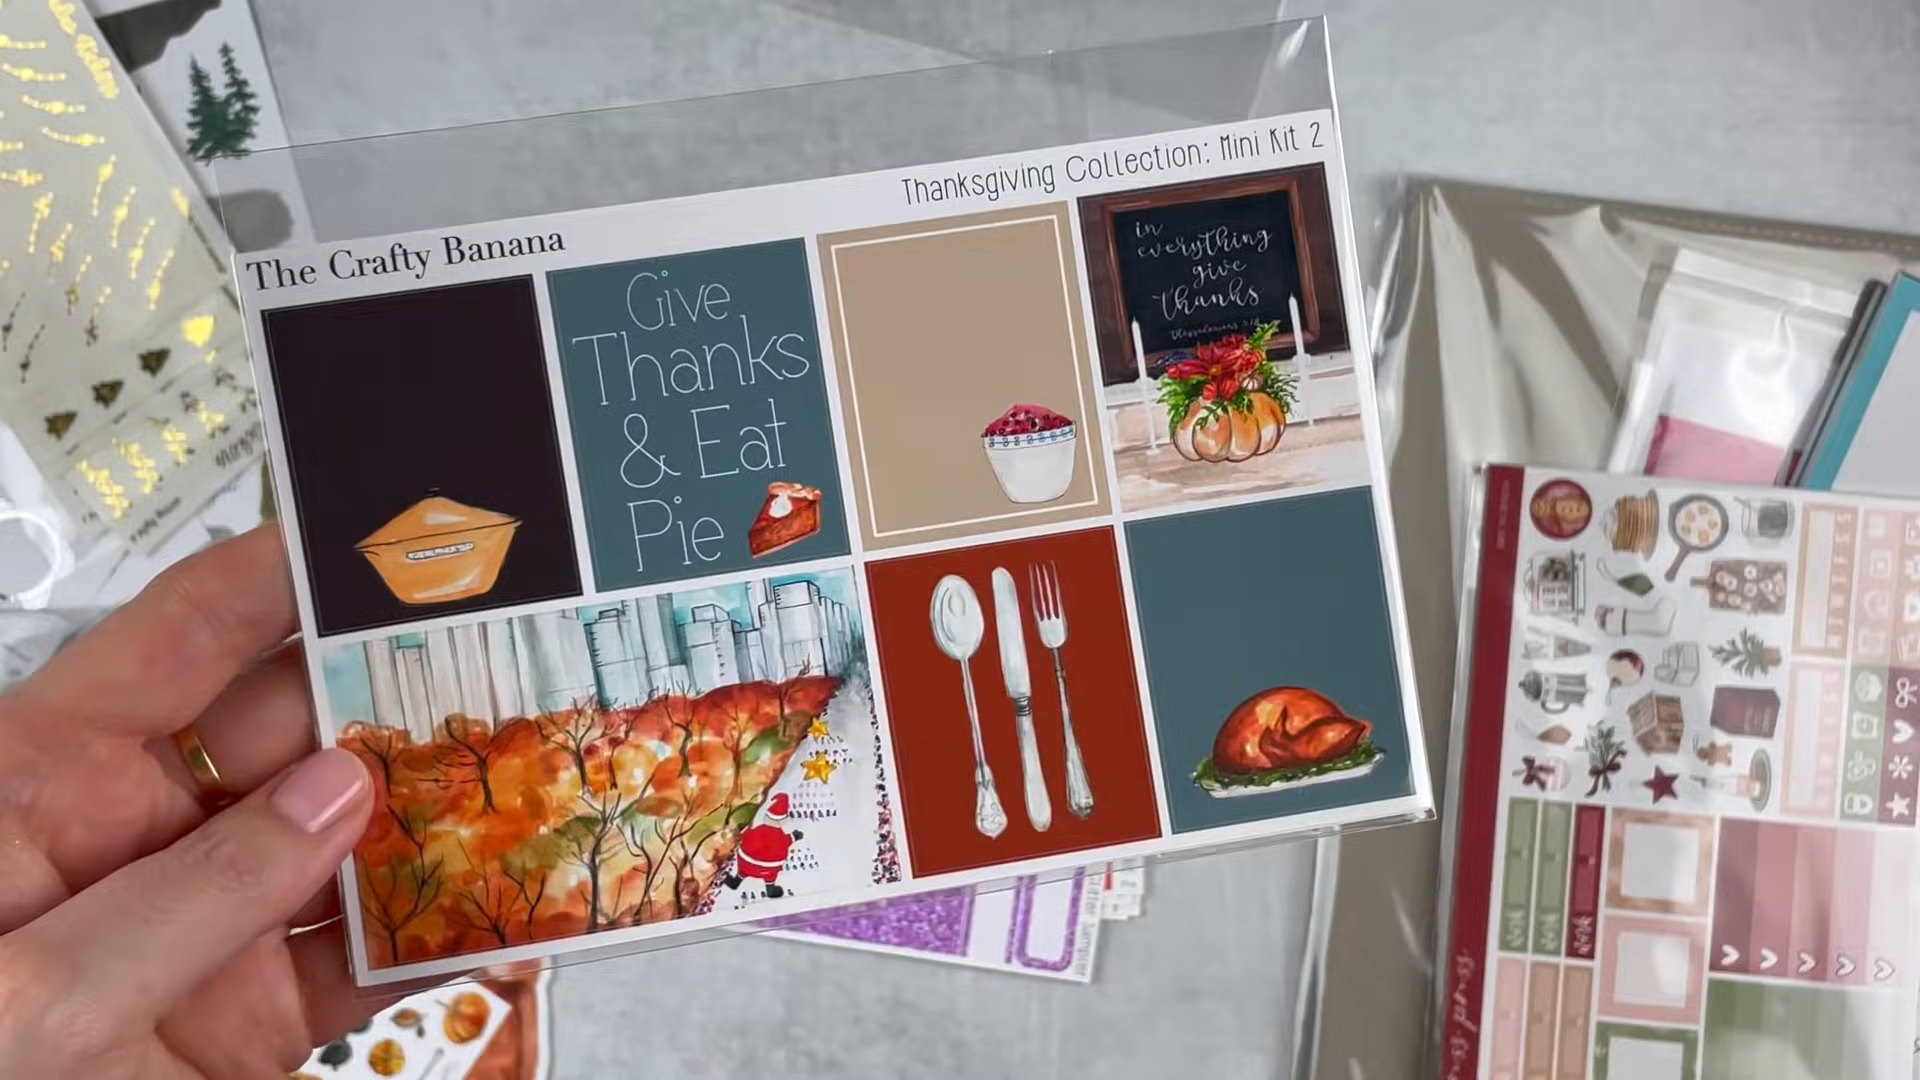 The Crafty Banana
Thanksgiving Collection: Mini Kit 2
Give
Thanks
& Eat
Pie
in
everything
give
thanks